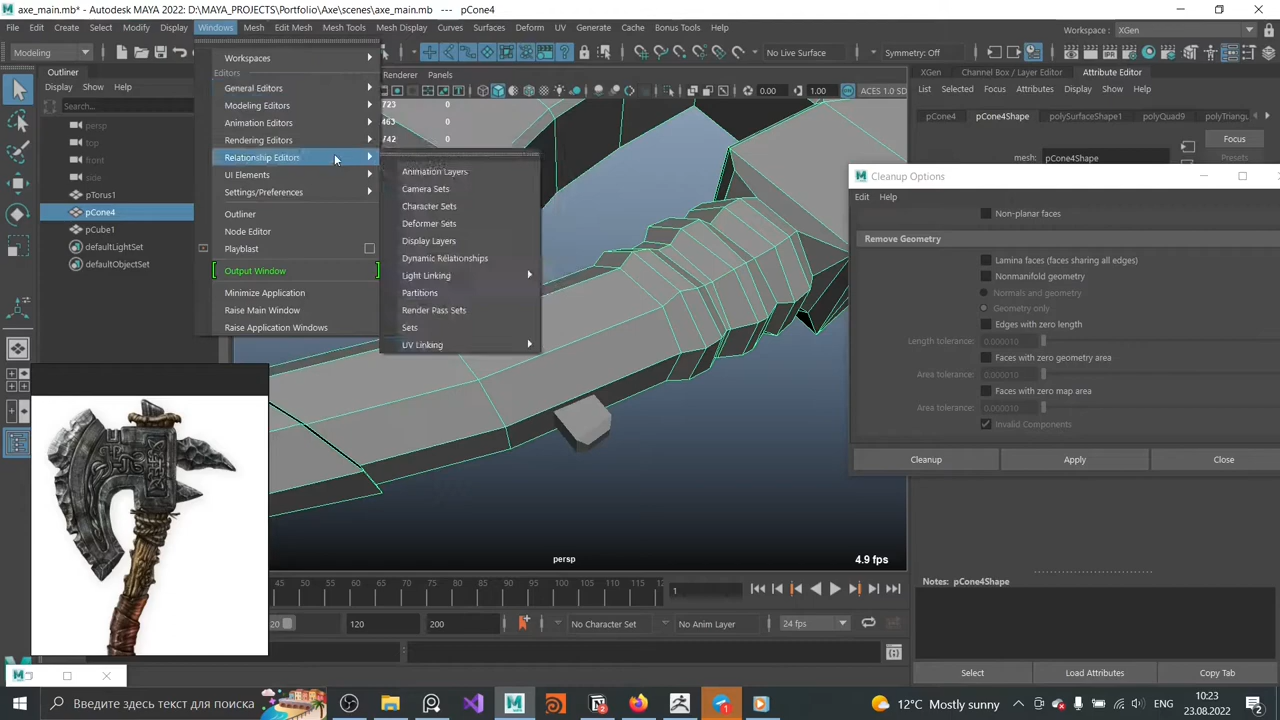 axe_main.mb* - Autodesk MAYA 2022: D:\MAYA_PROJECTS\Portfolio\Axe\scenes\axe_main.mb --- pCone4
File Edit Create Select Modify Display Windows Mesh Edit Mesh Mesh Tools Mesh Display Curves Surfaces Deform UV Generate Cache Bonus Tools Help
Workspace: XGen
Modeling
No Live Surface
Symmetry: Off
Outliner
Display Show Help
Search...
persp
top
front
side
pTorus1
pCone4
pCube1
defaultLightSet
defaultObjectSet
Workspaces
Editors
General Editors
Modeling Editors
Animation Editors
Rendering Editors
Relationship Editors
UI Elements
Settings/Preferences
Outliner
Node Editor
Playblast
Output Window
Minimize Application
Raise Main Window
Raise Application Windows
Animation Layers
Camera Sets
Character Sets
Deformer Sets
Display Layers
Dynamic Relationships
Light Linking
Partitions
Render Pass Sets
Sets
UV Linking
Renderer Panels
0.00 1.00 ACES 1.0 SD
723 0
463 0
742 0
persp
4.9 fps
XGen Channel Box / Layer Editor Attribute Editor
List Selected Focus Attributes Display Show Help
pCone4 pCone4Shape polySurfaceShape1 polyQuad9 polyTriangu
mesh: pCone4Shape
Focus
Presets
Cleanup Options
Edit Help
Non-planar faces
Remove Geometry
Lamina faces (faces sharing all edges)
Nonmanifold geometry
Normals and geometry
Geometry only
Edges with zero length
Length tolerance: 0.000010
Faces with zero geometry area
Area tolerance: 0.000010
Faces with zero map area
Area tolerance: 0.000010
Invalid Components
Cleanup Apply Close
Notes: pCone4Shape
Select Load Attributes Copy Tab
45 50 55 60 65 70 75 80 85 90 95 100 105 110 115 12
1
20 120 200 No Character Set No Anim Layer 24 fps
Введите здесь текст для поиска
12°C Mostly sunny
ENG
10:23
23.08.2022
2